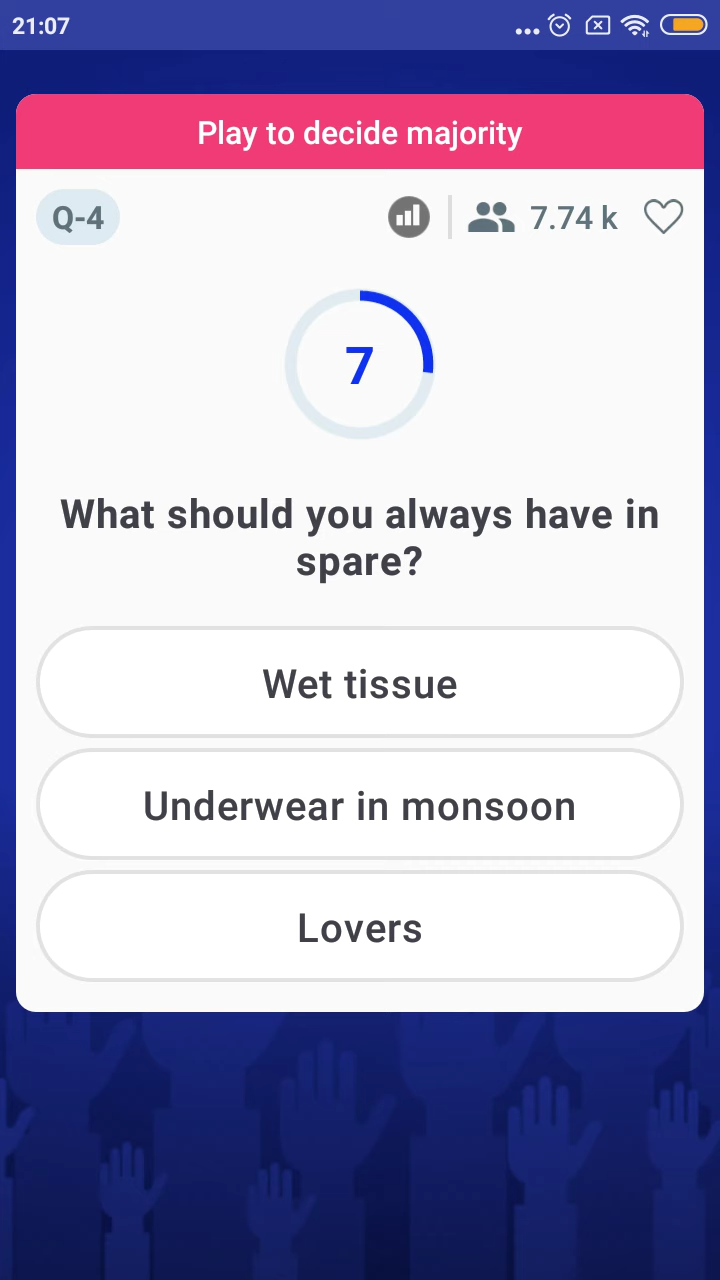 21:07
Play to decide majority
Q-4
7.74 k
7
What should you always have in
spare?
Wet tissue
Underwear in monsoon
Lovers